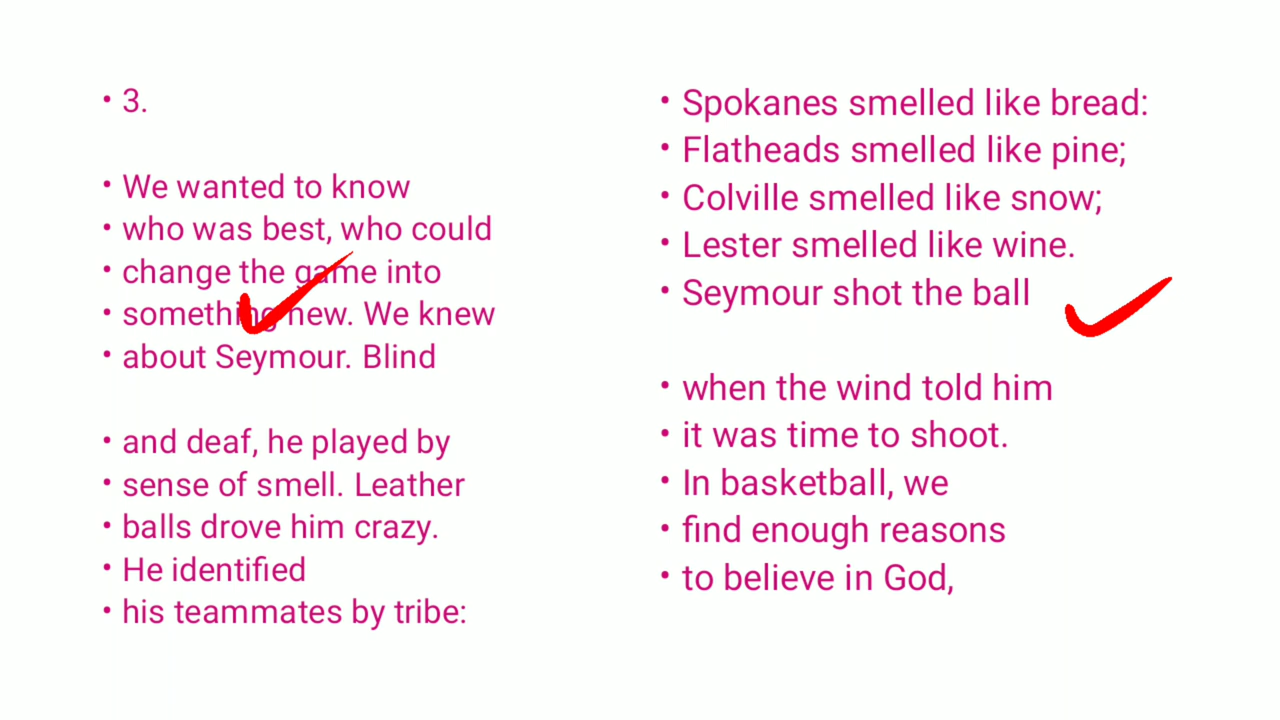 • 3.
• We wanted to know
• who was best, who could
• change the game into
• something new. We knew
• about Seymour. Blind
• and deaf, he played by
• sense of smell. Leather
• balls drove him crazy.
• He identified
• his teammates by tribe:
• Spokanes smelled like bread:
• Flatheads smelled like pine;
• Colville smelled like snow;
• Lester smelled like wine.
• Seymour shot the ball
• when the wind told him
• it was time to shoot.
• In basketball, we
• find enough reasons
• to believe in God,